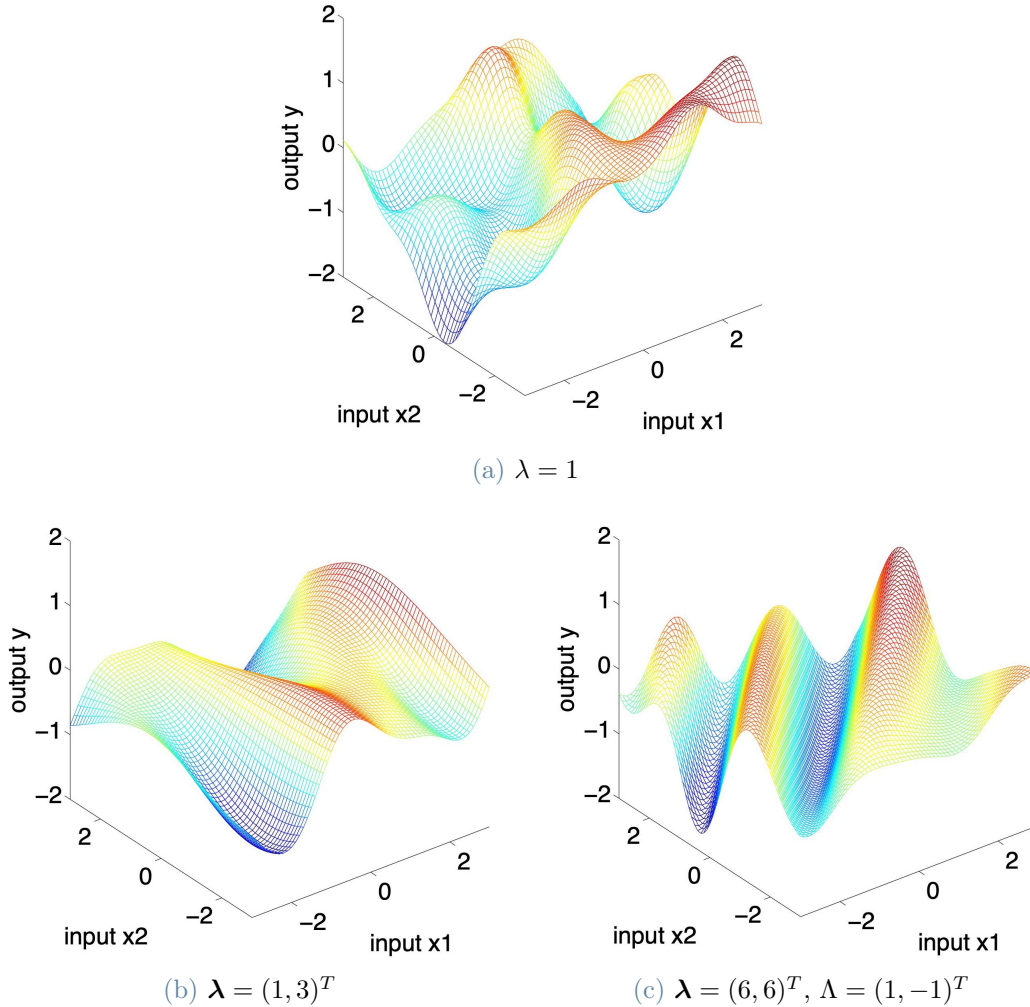 2
1
0
−1
−2
output y
2
0
−2
input x2
−2
0
2
input x1
(a) λ = 1
2
1
0
−1
−2
output y
2
0
−2
input x2
−2
0
2
input x1
(b) 𝝀 = (1, 3)^T
2
1
0
−1
−2
output y
2
0
−2
input x2
−2
0
2
input x1
(c) 𝝀 = (6, 6)^T, Λ = (1, −1)^T